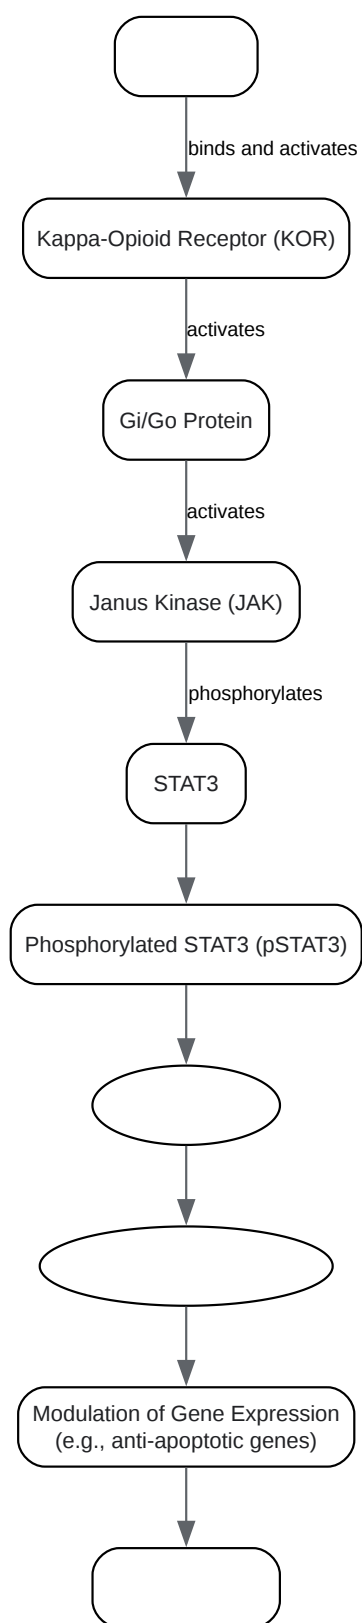 binds and activates
Kappa-Opioid Receptor (KOR)
activates
Gi/Go Protein
activates
Janus Kinase (JAK)
phosphorylates
STAT3
Phosphorylated STAT3 (pSTAT3)
Modulation of Gene Expression
(e.g., anti-apoptotic genes)